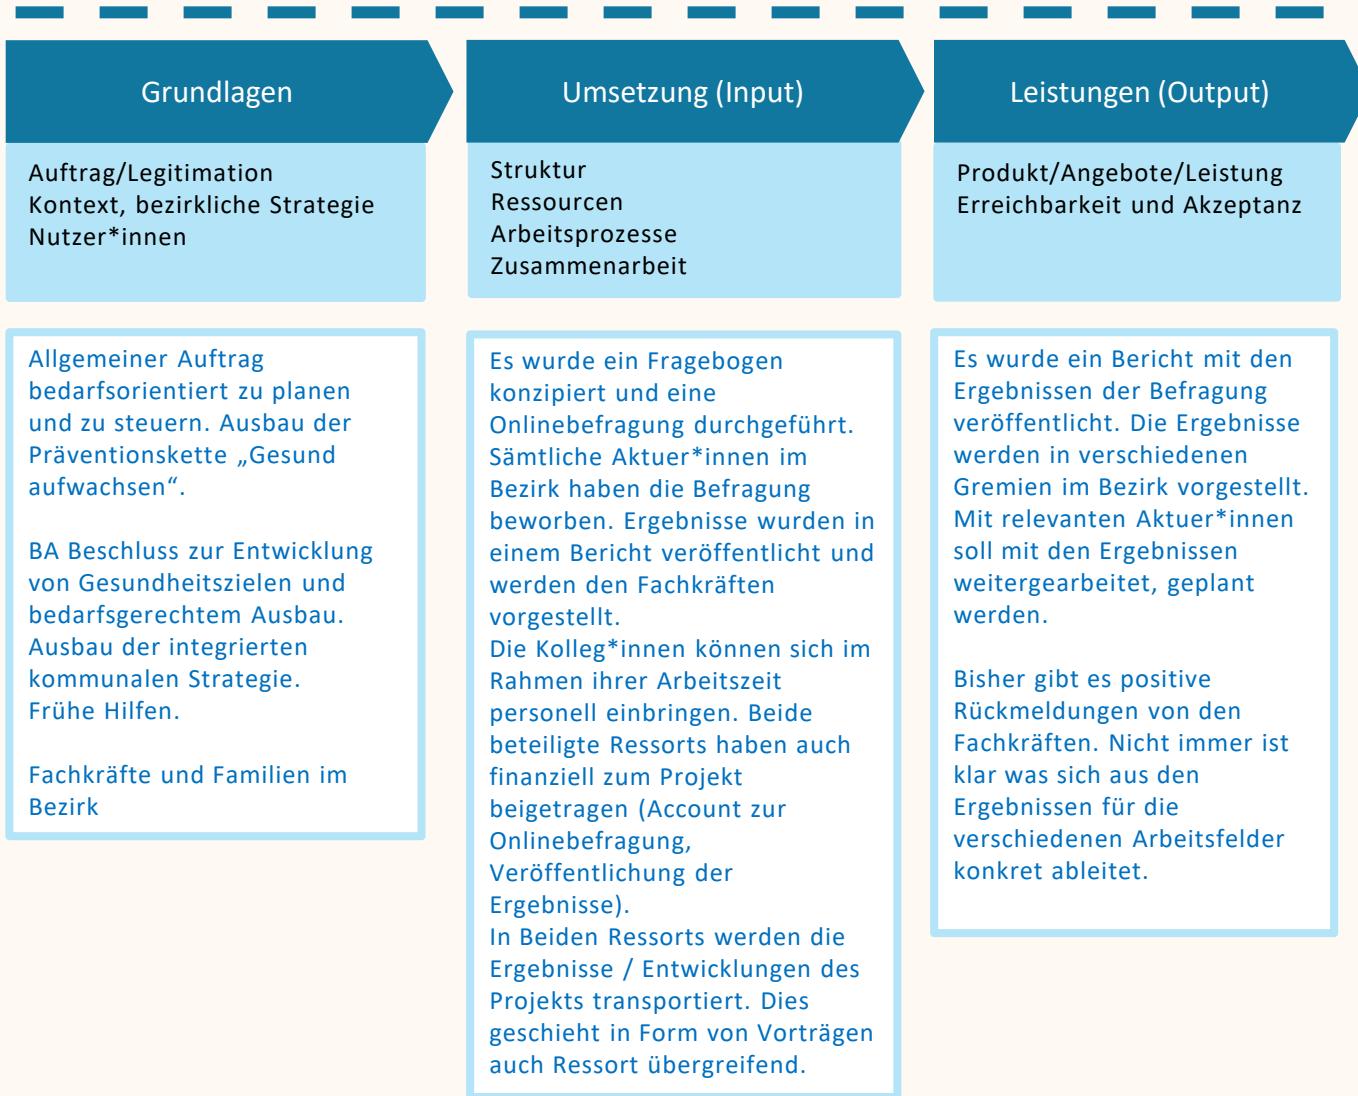 Grundlagen
Auftrag/Legitimation
Kontext, bezirkliche Strategie
Nutzer*innen
Allgemeiner Auftrag
bedarfsorientiert zu planen
und zu steuern. Ausbau der
Präventionskette „Gesund
aufwachsen“.
BA Beschluss zur Entwicklung
von Gesundheitszielen und
bedarfsgerechtem Ausbau.
Ausbau der integrierten
kommunalen Strategie.
Frühe Hilfen.
Fachkräfte und Familien im
Bezirk
Umsetzung (Input)
Struktur
Ressourcen
Arbeitsprozesse
Zusammenarbeit
Es wurde ein Fragebogen
konzipiert und eine
Onlinebefragung durchgeführt.
Sämtliche Aktuer*innen im
Bezirk haben die Befragung
beworben. Ergebnisse wurden in
einem Bericht veröffentlicht und
werden den Fachkräften
vorgestellt.
Die Kolleg*innen können sich im
Rahmen ihrer Arbeitszeit
personell einbringen. Beide
beteiligte Ressorts haben auch
finanziell zum Projekt
beigetragen (Account zur
Onlinebefragung,
Veröffentlichung der
Ergebnisse).
In Beiden Ressorts werden die
Ergebnisse / Entwicklungen des
Projekts transportiert. Dies
geschieht in Form von Vorträgen
auch Ressort übergreifend.
Leistungen (Output)
Produkt/Angebote/Leistung
Erreichbarkeit und Akzeptanz
Es wurde ein Bericht mit den
Ergebnissen der Befragung
veröffentlicht. Die Ergebnisse
werden in verschiedenen
Gremien im Bezirk vorgestellt.
Mit relevanten Aktuer*innen
soll mit den Ergebnissen
weitergearbeitet, geplant
werden.
Bisher gibt es positive
Rückmeldungen von den
Fachkräften. Nicht immer ist
klar was sich aus den
Ergebnissen für die
verschiedenen Arbeitsfelder
konkret ableitet.